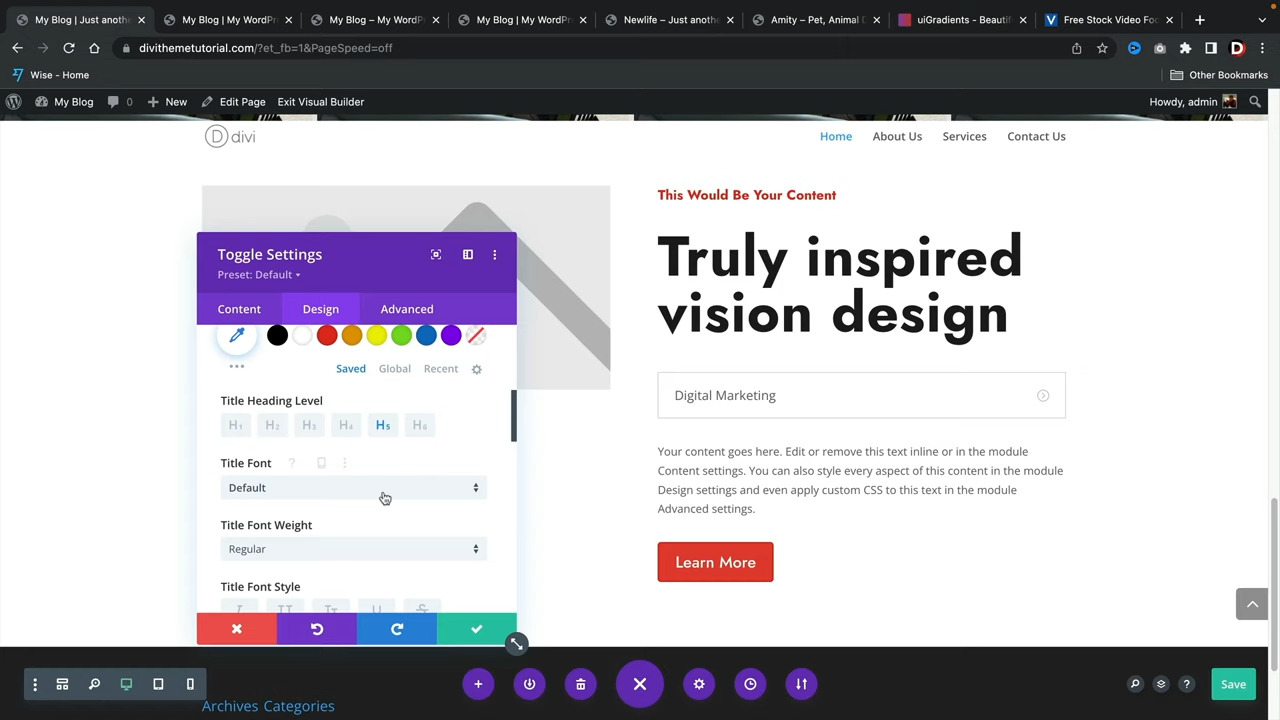 My Blog | Just anoth
My Blog | My WordPr
My Blog – My WordP
My Blog | My WordPr
Newlife – Just anoth
Amity – Pet, Animal D
uiGradients - Beautif
Free Stock Video Foo
divithemetutorial.com/?et_fb=1&PageSpeed=off
Wise - Home
Other Bookmarks
My Blog
0
New
Edit Page
Exit Visual Builder
Howdy, admin
divi
Home
About Us
Services
Contact Us
This Would Be Your Content
Truly inspired
vision design
Digital Marketing
Your content goes here. Edit or remove this text inline or in the module
Content settings. You can also style every aspect of this content in the module
Design settings and even apply custom CSS to this text in the module
Advanced settings.
Learn More
Toggle Settings
Preset: Default
Content
Design
Advanced
Saved
Global
Recent
Title Heading Level
H1
H2
H3
H4
H5
H6
Title Font
Default
Title Font Weight
Regular
Title Font Style
Save
Archives Categories